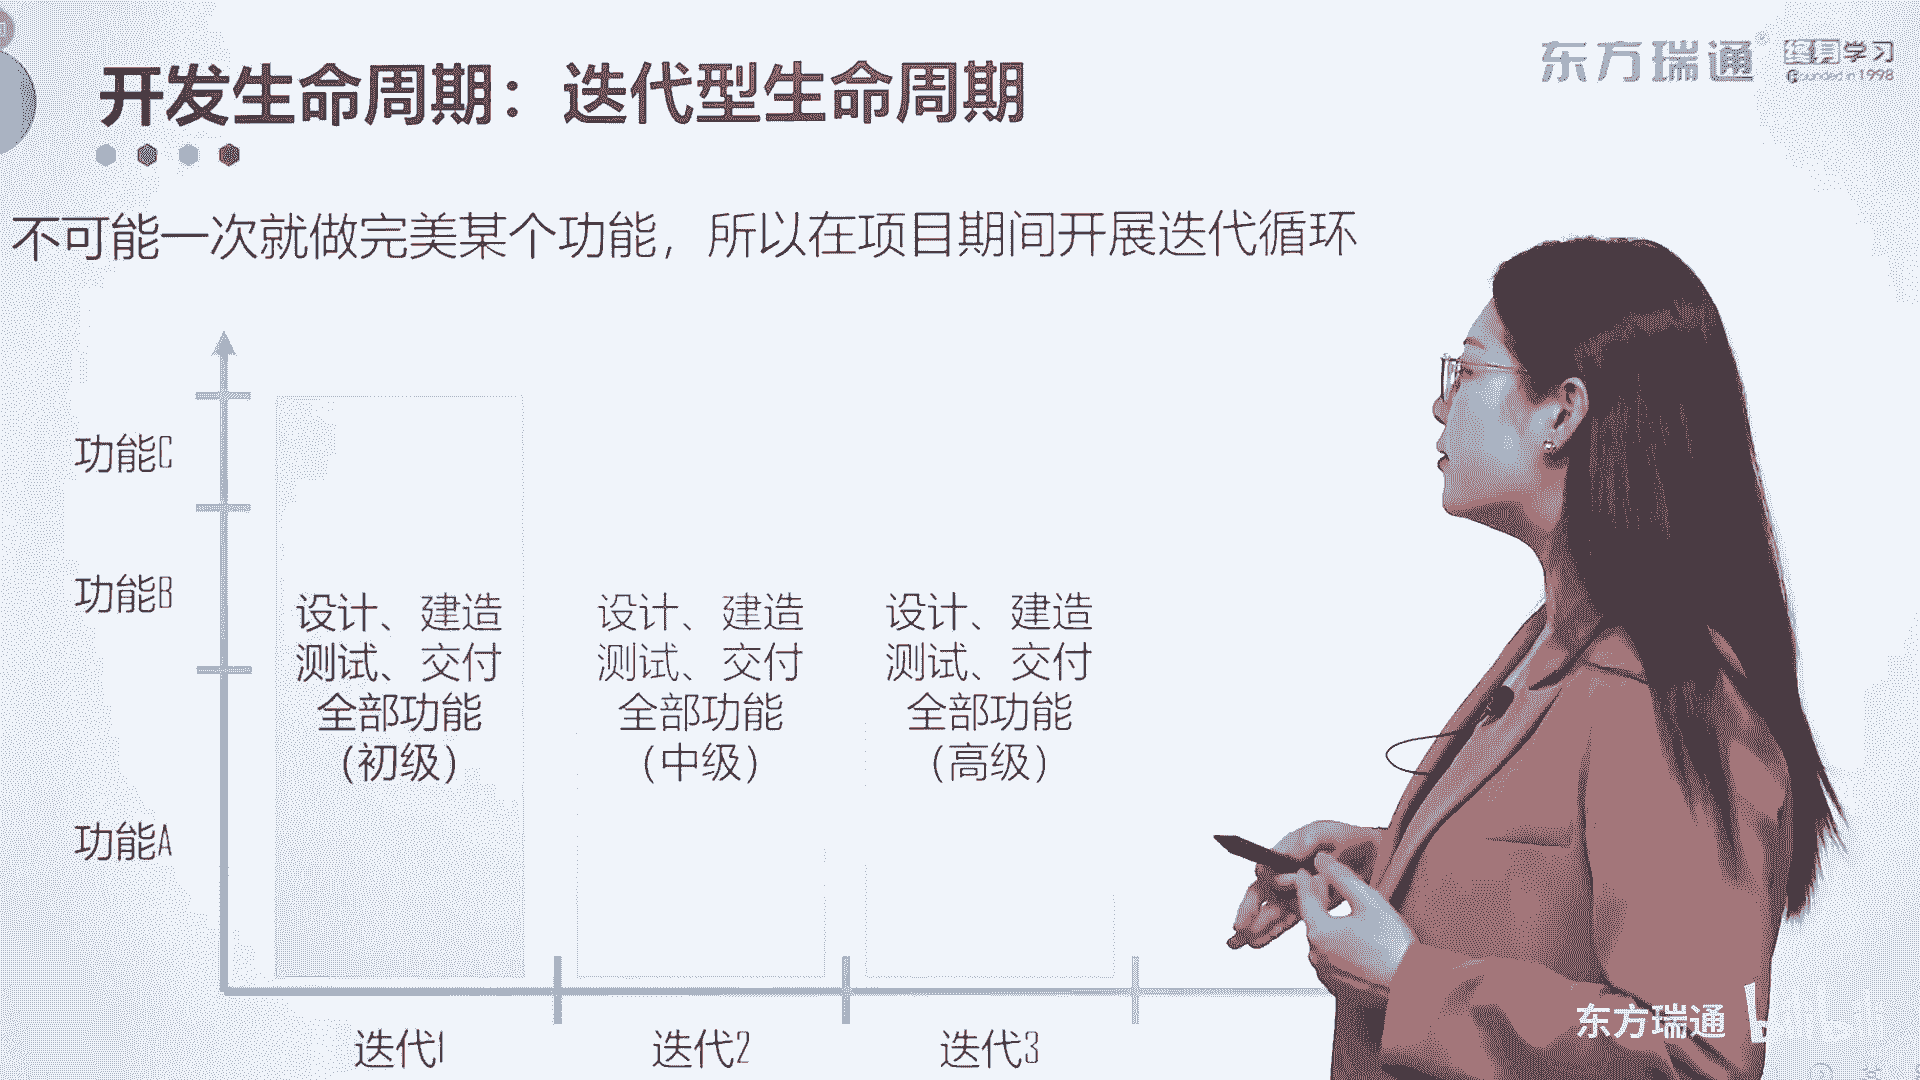 东方瑞通
终身学习
Founded in 1998
开发生命周期：迭代型生命周期
不可能一次就做完美某个功能，所以在项目期间开展迭代循环
功能C
功能B
功能A
设计、建造
测试、交付
全部功能
（初级）
设计、建造
测试、交付
全部功能
（中级）
设计、建造
测试、交付
全部功能
（高级）
迭代1
迭代2
迭代3
东方瑞通
bilibili